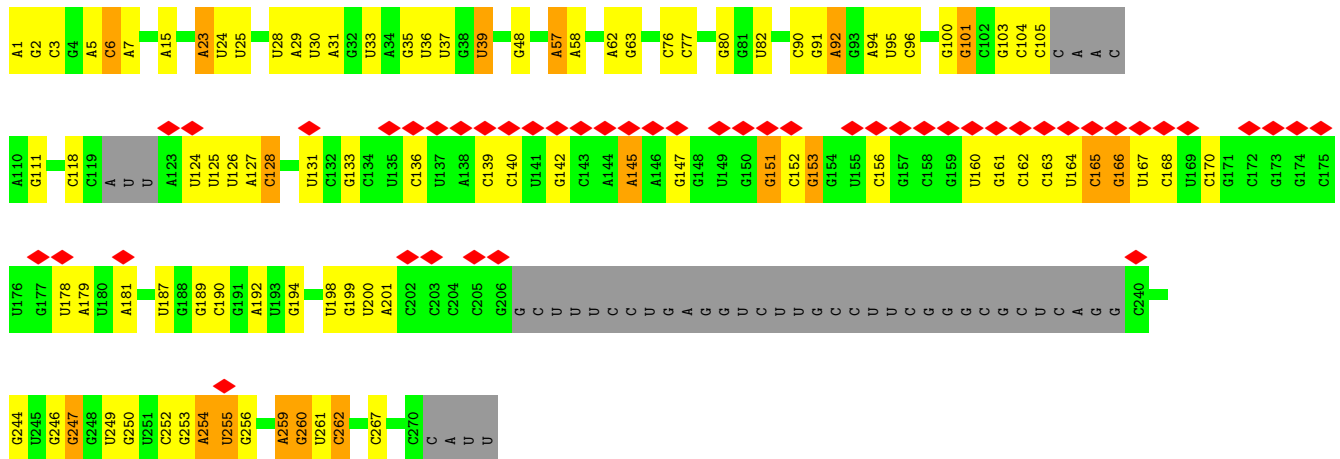 A1 G2 C3 G4 A5 C6 A7 A15 A23 U24 U25 U28 A29 U30 A31 G32 U33 A34 G35 U36 U37 G38 U39 G48 A57 A58 A62 G63 C76 C77 G80 G81 U82 C90 G91 A92 G93 A94 U95 C96 G100 G101 C102 G103 C104 C105 C A A C
A110 G111 C118 C119 A U U A123 U124 U125 U126 A127 C128 U131 C132 G133 C134 U135 C136 U137 A138 C139 C140 U141 G142 C143 A144 A145 A146 G147 G148 U149 G150 G151 C152 G153 G154 U155 C156 G157 C158 G159 U160 G161 C162 C163 U164 C165 G166 U167 C168 U169 C170 G171 C172 G173 G174 C175
U176 G177 U178 A179 U180 A181 U187 G188 G189 C190 G191 A192 U193 G194 U198 G199 U200 A201 C202 C203 C204 C205 G206 G C U U U C C U G A G G U C U U G C C U U C G G G C G C U C A G G C240
G244 U245 G246 G247 G248 U249 G250 U251 C252 G253 A254 U255 G256 A259 G260 U261 C262 C267 C270 C A U U